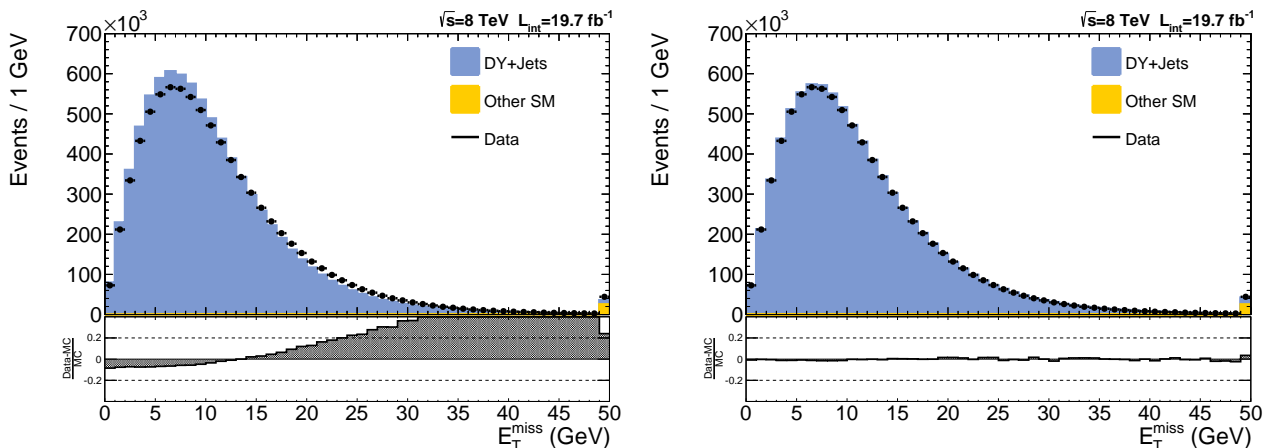 √s=8 TeV L_int=19.7 fb⁻¹
×10³
700
600
500
400
300
200
100
0
Events / 1 GeV
DY+Jets
Other SM
Data
0.2
0
-0.2
Data-MC
MC
0 5 10 15 20 25 30 35 40 45 50
E_T^miss (GeV)
√s=8 TeV L_int=19.7 fb⁻¹
×10³
700
600
500
400
300
200
100
0
Events / 1 GeV
DY+Jets
Other SM
Data
0.2
0
-0.2
Data-MC
MC
0 5 10 15 20 25 30 35 40 45 50
E_T^miss (GeV)